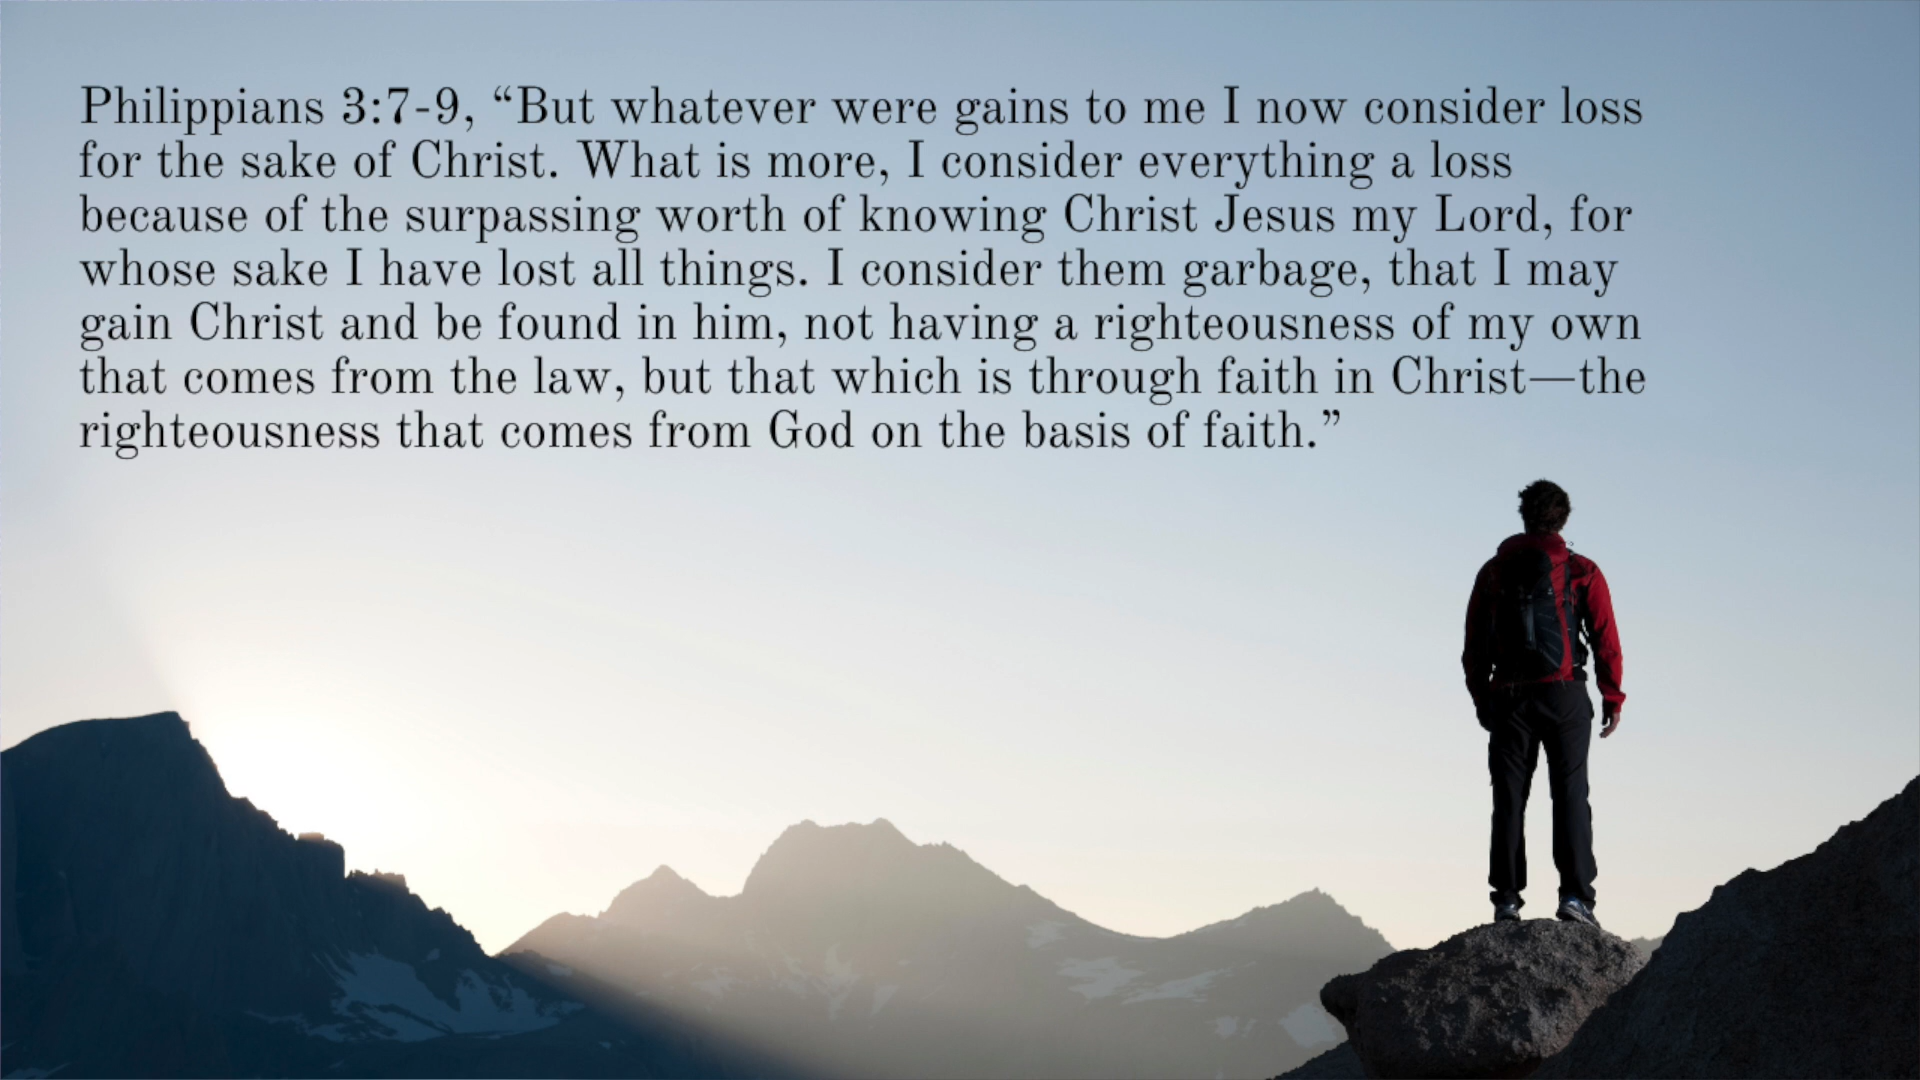 Philippians 3:7-9, “But whatever were gains to me I now consider loss
for the sake of Christ. What is more, I consider everything a loss
because of the surpassing worth of knowing Christ Jesus my Lord, for
whose sake I have lost all things. I consider them garbage, that I may
gain Christ and be found in him, not having a righteousness of my own
that comes from the law, but that which is through faith in Christ—the
righteousness that comes from God on the basis of faith.”